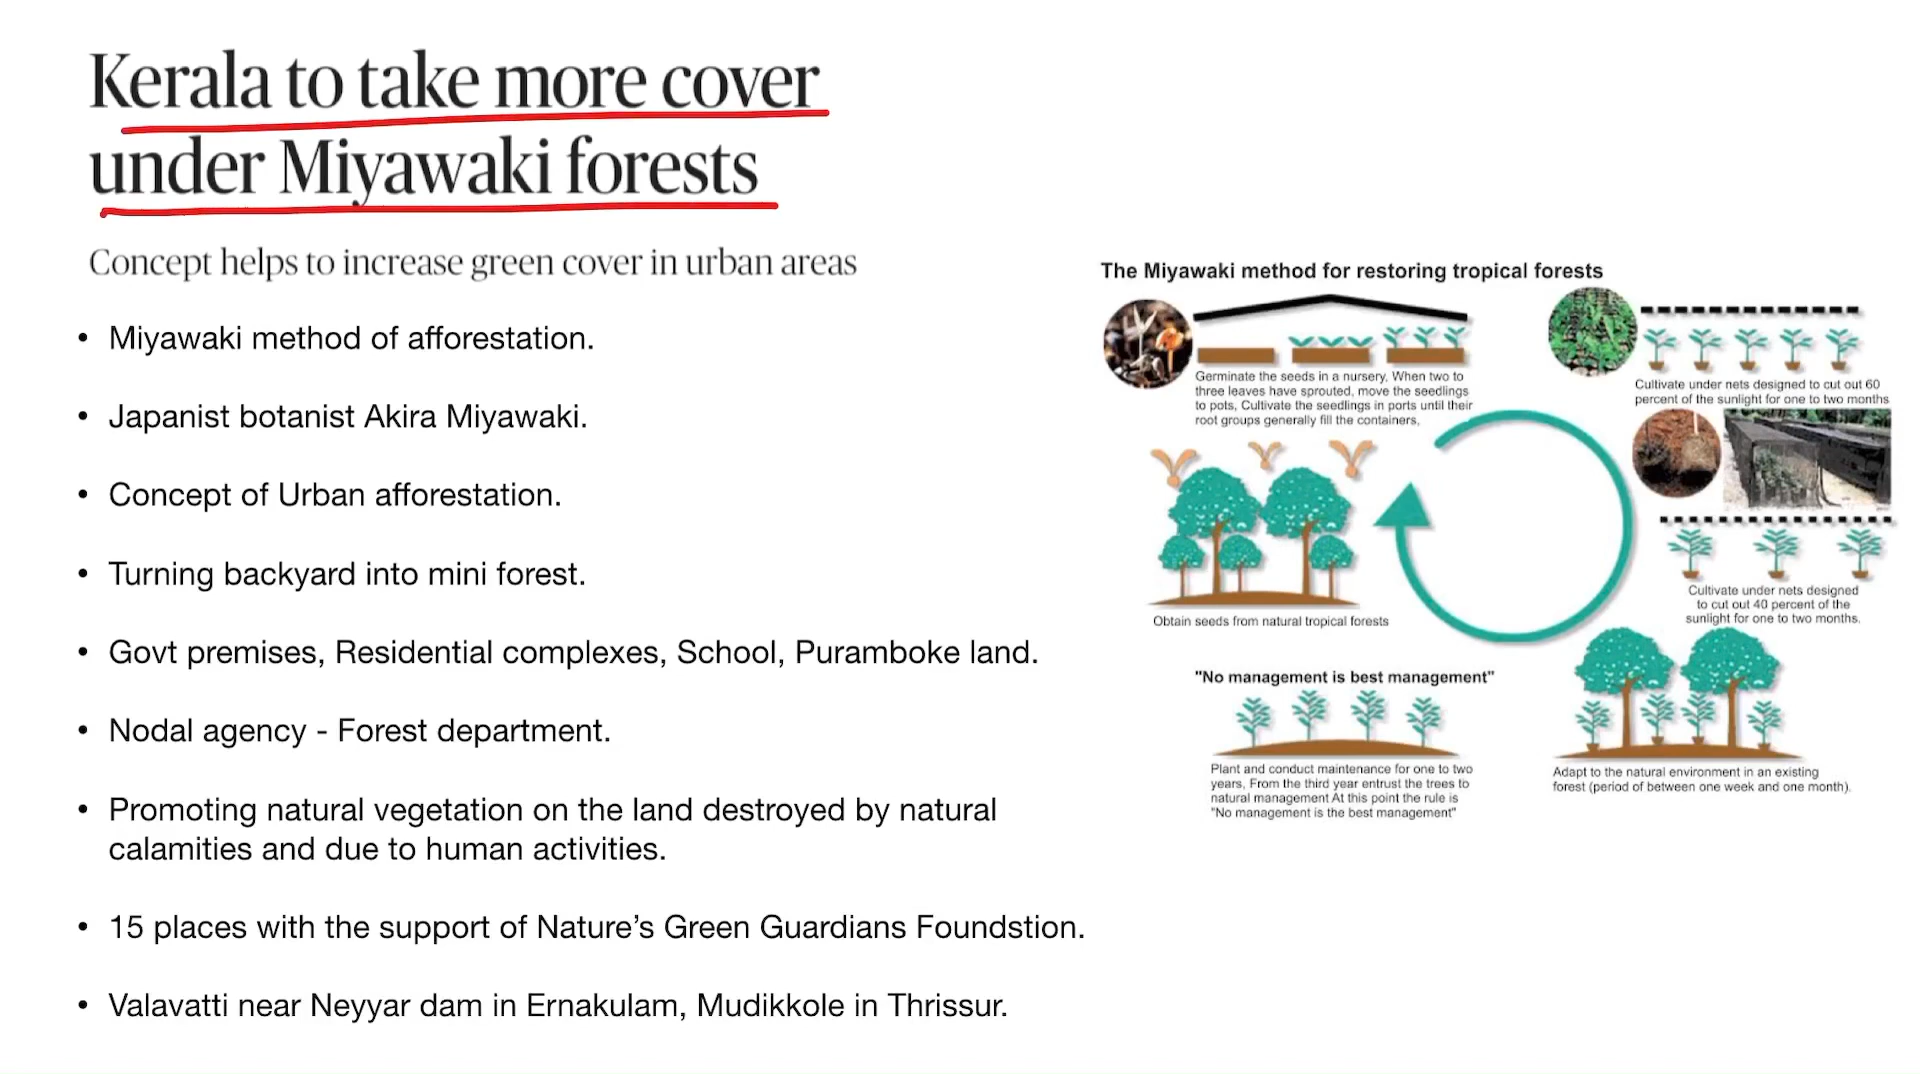 Kerala to take more cover
under Miyawaki forests
Concept helps to increase green cover in urban areas
• Miyawaki method of afforestation.
• Japanist botanist Akira Miyawaki.
• Concept of Urban afforestation.
• Turning backyard into mini forest.
• Govt premises, Residential complexes, School, Puramboke land.
• Nodal agency - Forest department.
• Promoting natural vegetation on the land destroyed by natural
calamities and due to human activities.
• 15 places with the support of Nature’s Green Guardians Foundstion.
• Valavatti near Neyyar dam in Ernakulam, Mudikkole in Thrissur.
The Miyawaki method for restoring tropical forests
Germinate the seeds in a nursery, When two to
three leaves have sprouted, move the seedlings
to pots, Cultivate the seedlings in ports until their
root groups generally fill the containers,
Cultivate under nets designed to cut out 60
percent of the sunlight for one to two months
Cultivate under nets designed
to cut out 40 percent of the
sunlight for one to two months.
Adapt to the natural environment in an existing
forest (period of between one week and one month).
"No management is best management"
Plant and conduct maintenance for one to two
years, From the third year entrust the trees to
natural management At this point the rule is
"No management is the best management"
Obtain seeds from natural tropical forests